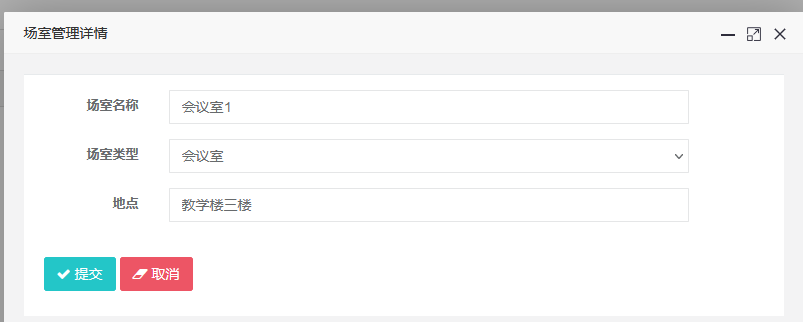 场室管理详情
场室名称 会议室1
场室类型 会议室
地点 教学楼三楼
提交 取消